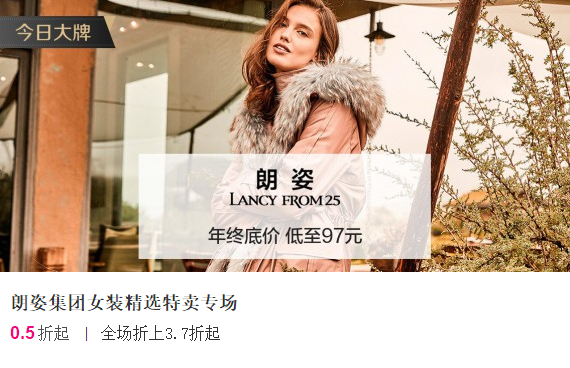 今日大牌
朗姿
LANCY FROM25
年终底价 低至97元
朗姿集团女装精选特卖专场
0.5折起 | 全场折上3.7折起